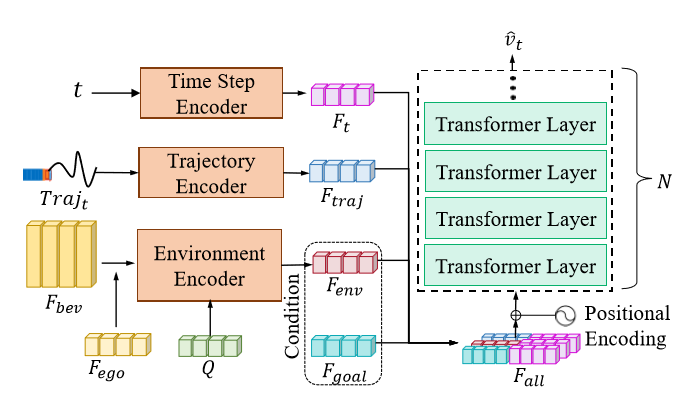 v̂_t
t
Time Step
Encoder
F_t
Transformer Layer
Traj_t
Trajectory
Encoder
F_traj
Transformer Layer
N
Transformer Layer
F_bev
Environment
Encoder
Condition
F_env
Transformer Layer
Positional
Encoding
F_ego
Q
F_goal
F_all